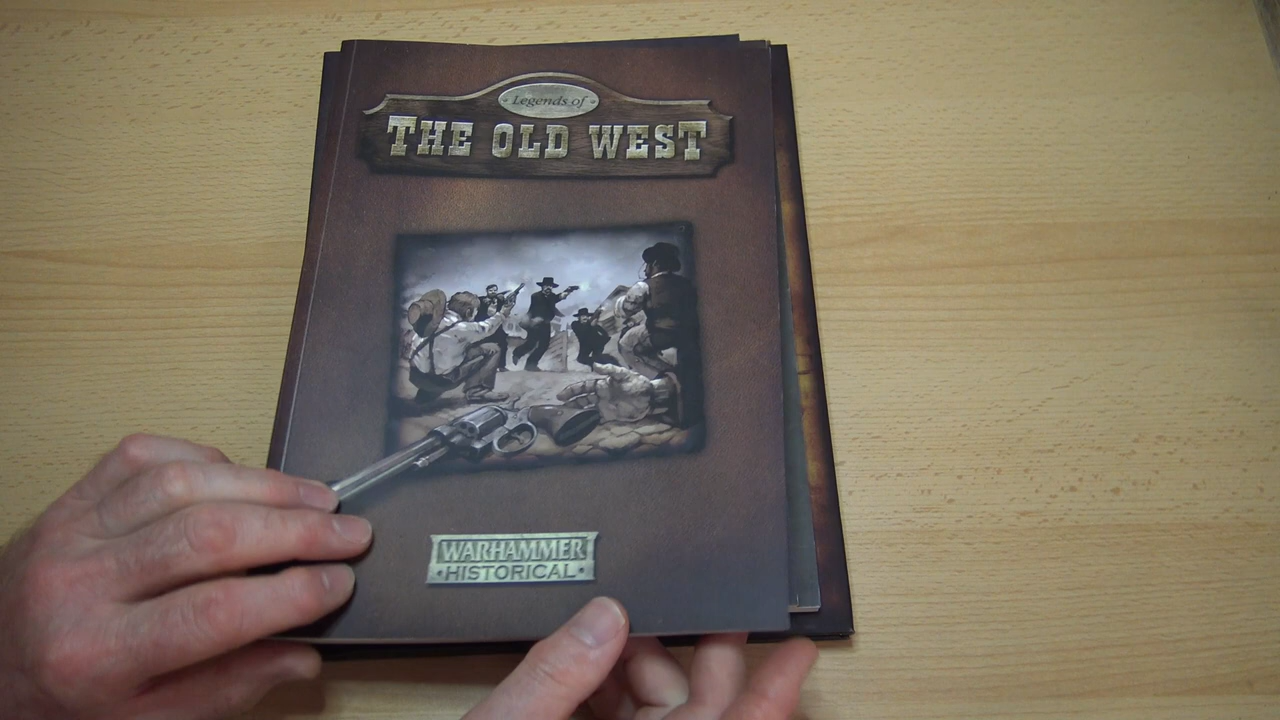 Legends of
THE OLD WEST
WARHAMMER
•HISTORICAL•